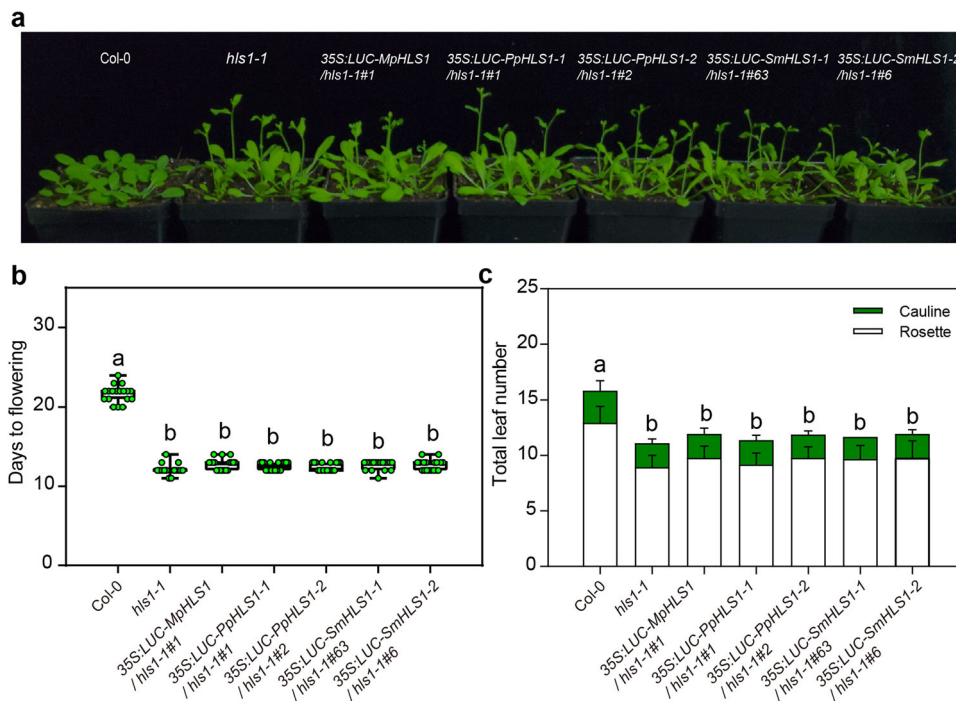 a
Col-0
hls1-1
35S:LUC-MpHLS1
/hls1-1#1
35S:LUC-PpHLS1-1
/hls1-1#1
35S:LUC-PpHLS1-2
/hls1-1#2
35S:LUC-SmHLS1-1
/hls1-1#63
35S:LUC-SmHLS1-2
/hls1-1#6
b
Days to flowering
30
20
10
0
a
b
b
b
b
b
b
Col-0
hls1-1
35S:LUC-MpHLS1
/ hls1-1#1
35S:LUC-PpHLS1-1
/ hls1-1#1
35S:LUC-PpHLS1-2
/ hls1-1#2
35S:LUC-SmHLS1-1
/ hls1-1#63
35S:LUC-SmHLS1-2
/ hls1-1#6
c
Total leaf number
25
20
15
10
5
0
Cauline
Rosette
a
b
b
b
b
b
b
Col-0
hls1-1
35S:LUC-MpHLS1
/ hls1-1#1
35S:LUC-PpHLS1-1
/ hls1-1#1
35S:LUC-PpHLS1-2
/ hls1-1#2
35S:LUC-SmHLS1-1
/ hls1-1#63
35S:LUC-SmHLS1-2
/ hls1-1#6